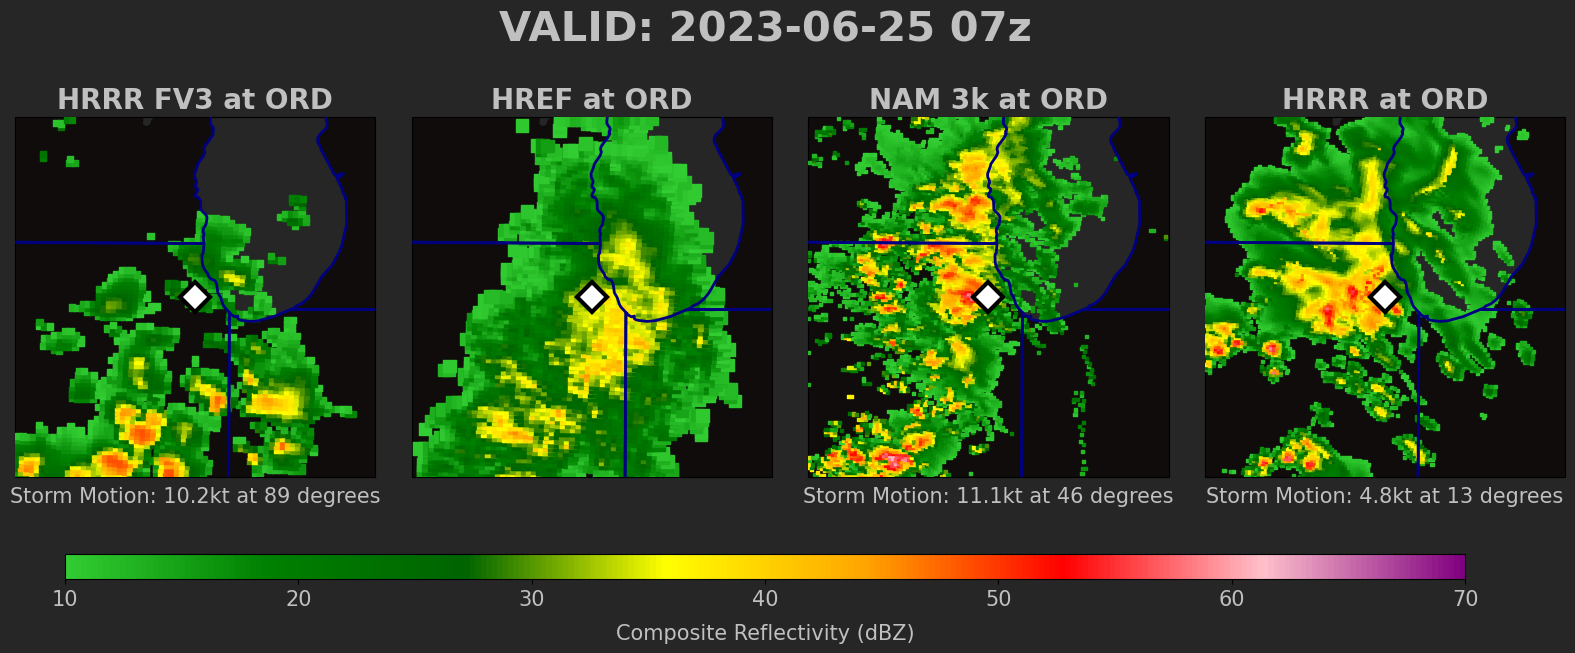 VALID: 2023-06-25 07z
HRRR FV3 at ORD
HREF at ORD
NAM 3k at ORD
HRRR at ORD
Storm Motion: 10.2kt at 89 degrees
Storm Motion: 11.1kt at 46 degrees
Storm Motion: 4.8kt at 13 degrees
10 20 30 40 50 60 70
Composite Reflectivity (dBZ)